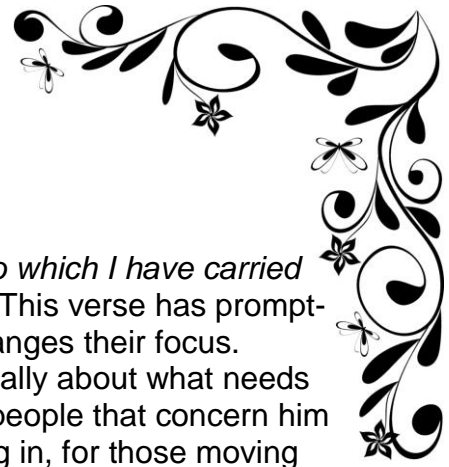 which I have carried
This verse has prompt-
anges their focus.
ally about what needs
people that concern him
g in, for those moving